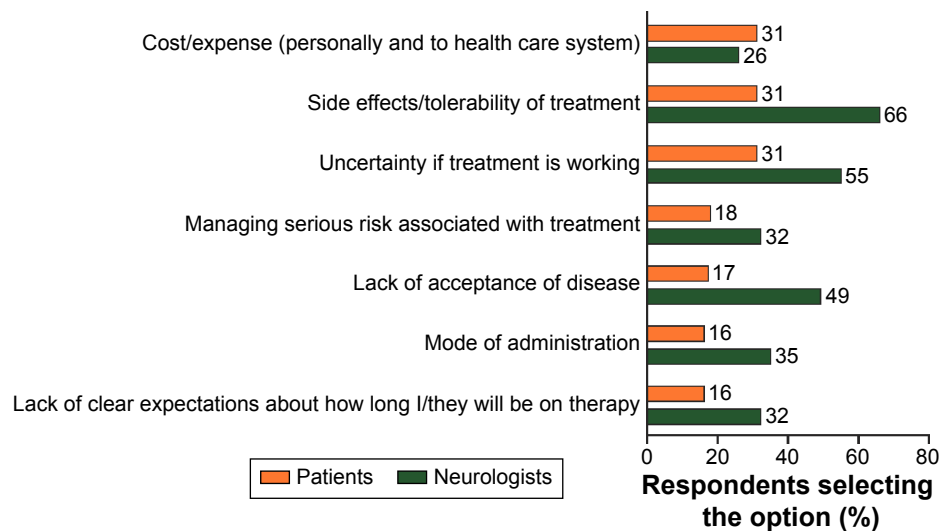 Cost/expense (personally and to health care system)
31
26
Side effects/tolerability of treatment
31
66
Uncertainty if treatment is working
31
55
Managing serious risk associated with treatment
18
32
Lack of acceptance of disease
17
49
Mode of administration
16
35
Lack of clear expectations about how long I/they will be on therapy
16
32
0 20 40 60 80
Patients Neurologists
Respondents selecting
the option (%)